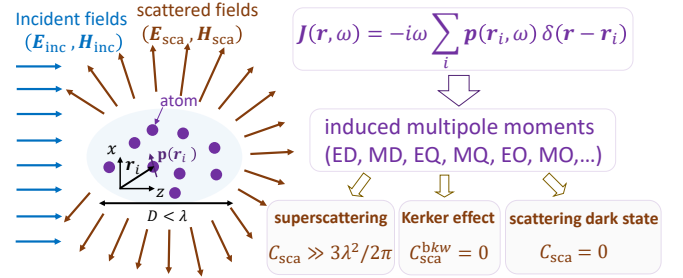 Incident fields
(E_inc, H_inc)
scattered fields
(E_sca, H_sca)
atom
x
r_i
p(r_i)
z
D < λ
J(r, ω) = −iω ∑_i p(r_i, ω) δ(r − r_i)
induced multipole moments
(ED, MD, EQ, MQ, EO, MO,...)
superscattering
C_sca ≫ 3λ²/2π
Kerker effect
C_sca^bkw = 0
scattering dark state
C_sca = 0